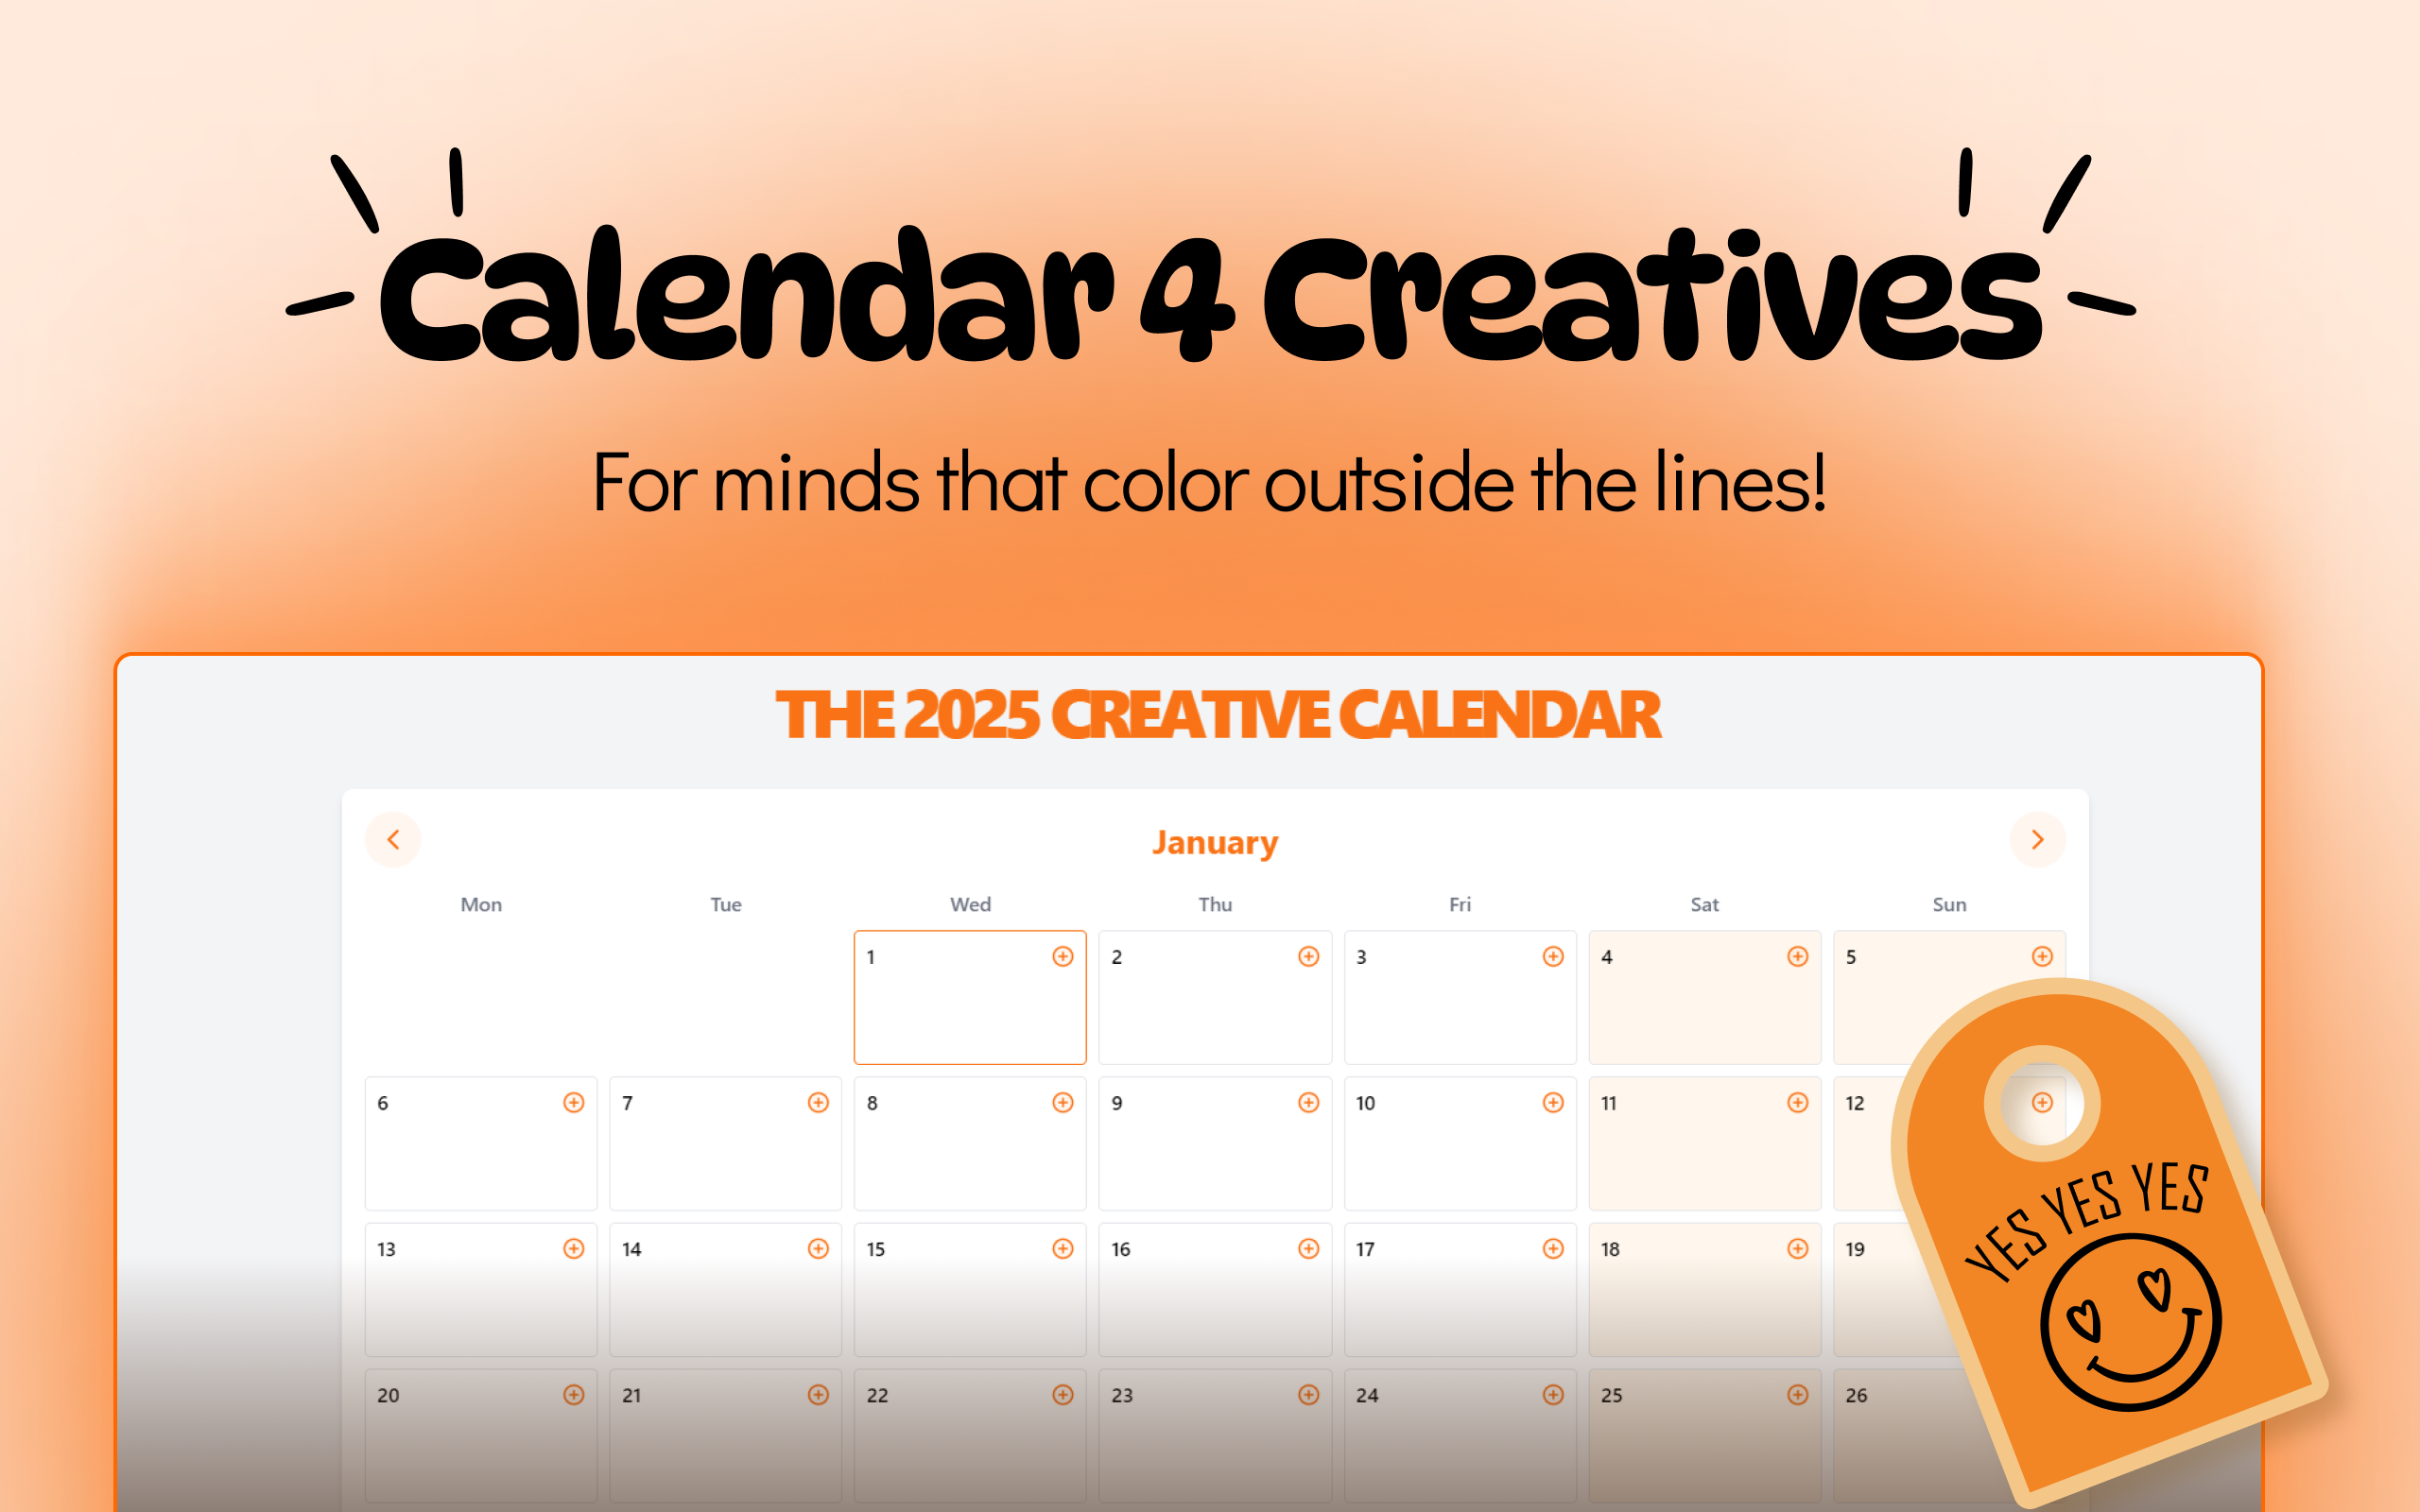 Calendar 4 Creatives
For minds that color outside the lines!
THE 2025 CREATIVE CALENDAR
January
Mon Tue Wed Thu Fri Sat Sun
1 2 3 4 5
6 7 8 9 10 11 12
13 14 15 16 17 18 19
20 21 22 23 24 25 26
YES YES YES